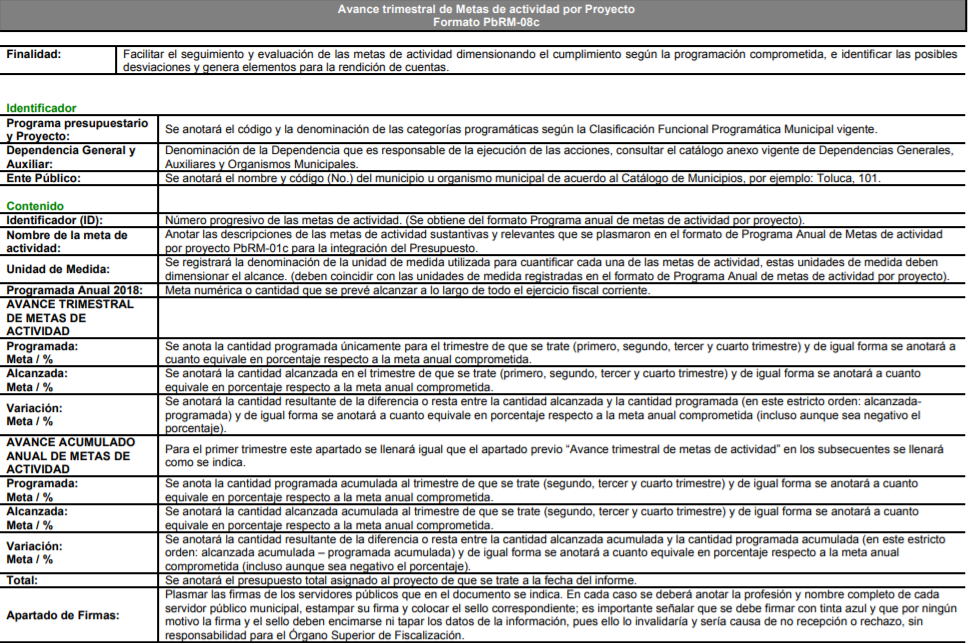 Avance trimestral de Metas de actividad por Proyecto
Formato PbRM-08c
Finalidad:
Facilitar el seguimiento y evaluación de las metas de actividad dimensionando el cumplimiento según la programación comprometida, e identificar las posibles
desviaciones y genera elementos para la rendición de cuentas.
Identificador
Programa presupuestario
y Proyecto:
Se anotará el código y la denominación de las categorías programáticas según la Clasificación Funcional Programática Municipal vigente.
Dependencia General y
Auxiliar:
Denominación de la Dependencia que es responsable de la ejecución de las acciones, consultar el catálogo anexo vigente de Dependencias Generales,
Auxiliares y Organismos Municipales.
Ente Público:
Se anotará el nombre y código (No.) del municipio u organismo municipal de acuerdo al Catálogo de Municipios, por ejemplo: Toluca, 101.
Contenido
Identificador (ID):
Número progresivo de las metas de actividad. (Se obtiene del formato Programa anual de metas de actividad por proyecto).
Nombre de la meta de
actividad:
Anotar las descripciones de las metas de actividad sustantivas y relevantes que se plasmaron en el formato de Programa Anual de Metas de actividad
por proyecto PbRM-01c para la integración del Presupuesto.
Unidad de Medida:
Se registrará la denominación de la unidad de medida utilizada para cuantificar cada una de las metas de actividad, estas unidades de medida deben
dimensionar el alcance. (deben coincidir con las unidades de medida registradas en el formato de Programa Anual de metas de actividad por proyecto).
Programada Anual 2018:
Meta numérica o cantidad que se prevé alcanzar a lo largo de todo el ejercicio fiscal corriente.
AVANCE TRIMESTRAL
DE METAS DE
ACTIVIDAD
Programada:
Meta / %
Se anota la cantidad programada únicamente para el trimestre de que se trate (primero, segundo, tercer y cuarto trimestre) y de igual forma se anotará a
cuanto equivale en porcentaje respecto a la meta anual comprometida.
Alcanzada:
Meta / %
Se anotará la cantidad alcanzada en el trimestre de que se trate (primero, segundo, tercer y cuarto trimestre) y de igual forma se anotará a cuanto
equivale en porcentaje respecto a la meta anual comprometida.
Variación:
Meta / %
Se anotará la cantidad resultante de la diferencia o resta entre la cantidad alcanzada y la cantidad programada (en este estricto orden: alcanzada-
programada) y de igual forma se anotará a cuanto equivale en porcentaje respecto a la meta anual comprometida (incluso aunque sea negativo el
porcentaje).
AVANCE ACUMULADO
ANUAL DE METAS DE
ACTIVIDAD
Para el primer trimestre este apartado se llenará igual que el apartado previo “Avance trimestral de metas de actividad” en los subsecuentes se llenará
como se indica.
Programada:
Meta / %
Se anota la cantidad programada acumulada al trimestre de que se trate (segundo, tercer y cuarto trimestre) y de igual forma se anotará a cuanto
equivale en porcentaje respecto a la meta anual comprometida.
Alcanzada:
Meta / %
Se anotará la cantidad alcanzada acumulada al trimestre de que se trate (segundo, tercer y cuarto trimestre) y de igual forma se anotará a cuanto
equivale en porcentaje respecto a la meta anual comprometida.
Variación:
Meta / %
Se anotará la cantidad resultante de la diferencia o resta entre la cantidad alcanzada acumulada y la cantidad programada acumulada (en este estricto
orden: alcanzada acumulada – programada acumulada) y de igual forma se anotará a cuanto equivale en porcentaje respecto a la meta anual
comprometida (incluso aunque sea negativo el porcentaje).
Total:
Se anotará el presupuesto total asignado al proyecto de que se trate a la fecha del informe.
Apartado de Firmas:
Plasmar las firmas de los servidores públicos que en el documento se indica. En cada caso se deberá anotar la profesión y nombre completo de cada
servidor público municipal, estampar su firma y colocar el sello correspondiente; es importante señalar que se debe firmar con tinta azul y que por ningún
motivo la firma y el sello deben encimarse ni tapar los datos de la información, pues ello lo invalidaría y sería causa de no recepción o rechazo, sin
responsabilidad para el Órgano Superior de Fiscalización.